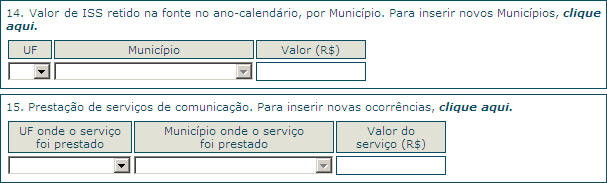 14. Valor de ISS retido na fonte no ano-calendário, por Município. Para inserir novos Municípios, clique
aqui.
UF Município Valor (R$)
15. Prestação de serviços de comunicação. Para inserir novas ocorrências, clique aqui.
UF onde o serviço foi prestado Município onde o serviço foi prestado Valor do serviço (R$)